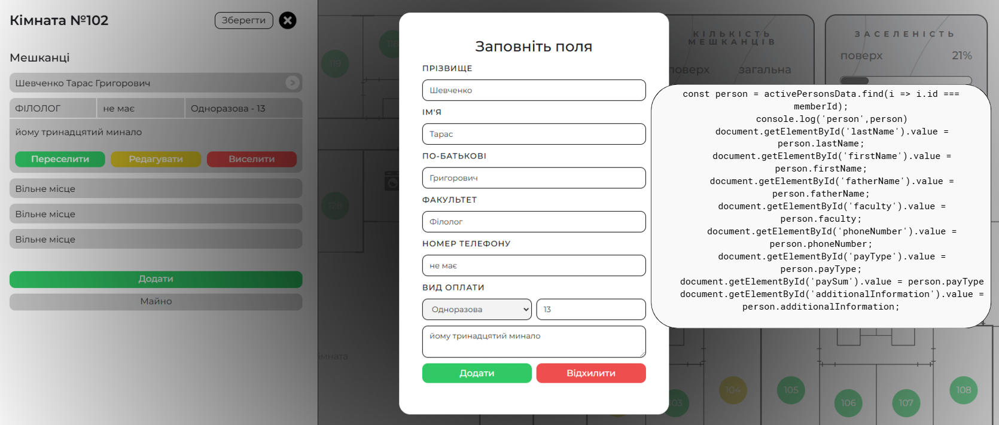 Кімната №102
Зберегти
Мешканці
Шевченко Тарас Григорович
ФІЛОЛОГ
не має
Одноразова - 13
йому тринадцятий минало
Переселити
Редагувати
Виселити
Вільне місце
Вільне місце
Вільне місце
Додати
Майно
119
118
128
імната
Заповніть поля
ПРІЗВИЩЕ
Шевченко
ІМ'Я
Тарас
ПО-БАТЬКОВІ
Григорович
ФАКУЛЬТЕТ
Філолог
НОМЕР ТЕЛЕФОНУ
не має
ВИД ОПЛАТИ
Одноразова
13
йому тринадцятий минало
Додати
Відхилити
КІЛЬКІСТЬ
МЕШКАНЦІВ
поверх
загальна
ЗАСЕЛЕНІСТЬ
поверх
21%
const person = activePersonsData.find(i => i.id ===
memberId);
console.log('person',person)
document.getElementById('lastName').value =
person.lastName;
document.getElementById('firstName').value =
person.firstName;
document.getElementById('fatherName').value =
person.fatherName;
document.getElementById('faculty').value =
person.faculty;
document.getElementById('phoneNumber').value =
person.phoneNumber;
document.getElementById('payType').value =
person.payType;
document.getElementById('paySum').value = person.payType
document.getElementById('additionalInformation').value =
person.additionalInformation;
103
104
105
106
107
108